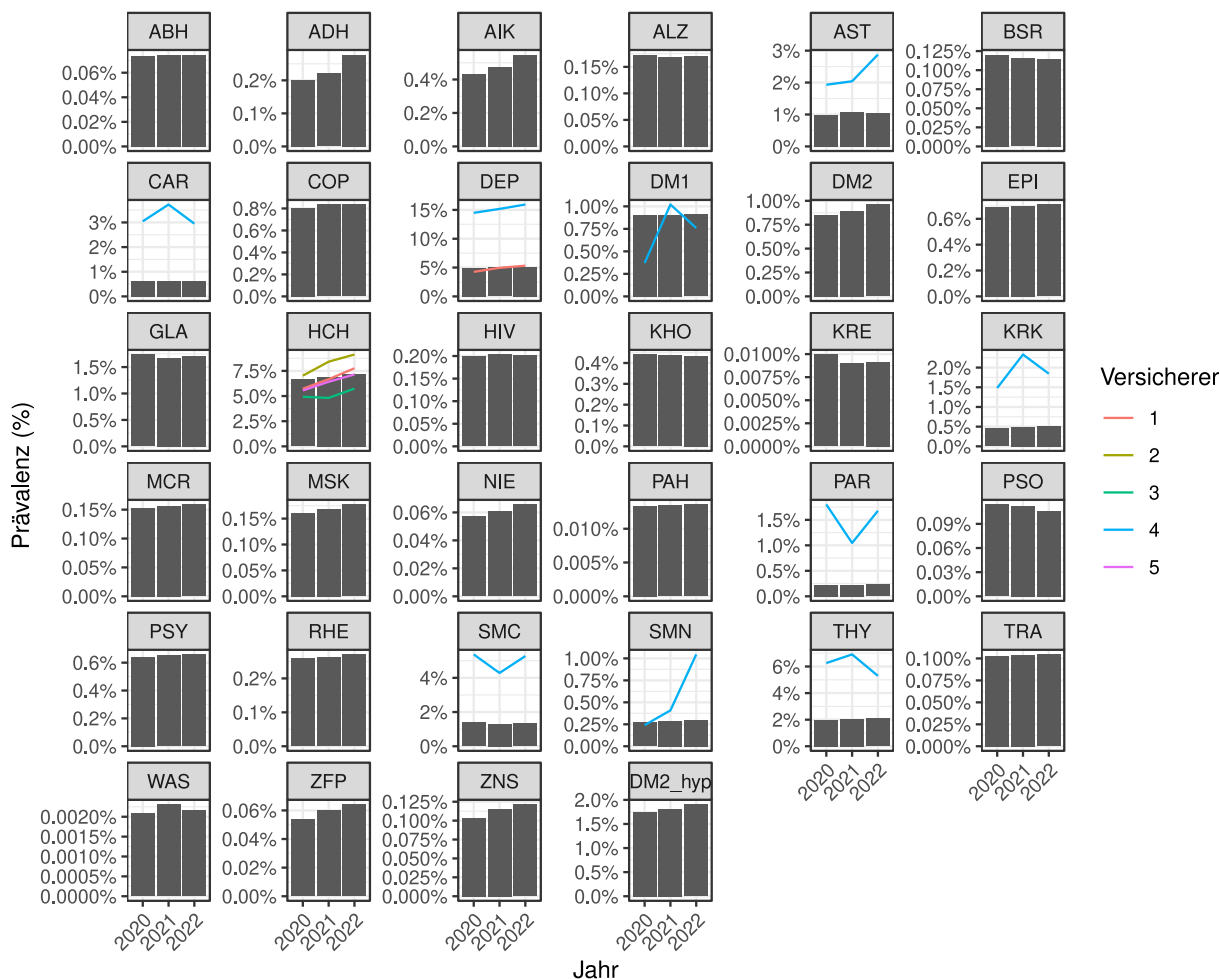 ABH ADH AIK ALZ AST BSR
0.06% 0.04% 0.02% 0.00%
0.2% 0.1% 0.0%
0.4% 0.2% 0.0%
0.15% 0.10% 0.05% 0.00%
3% 2% 1% 0%
0.125% 0.100% 0.075% 0.050% 0.025% 0.000%
CAR COP DEP DM1 DM2 EPI
3% 2% 1% 0%
0.8% 0.6% 0.4% 0.2% 0.0%
15% 10% 5% 0%
1.00% 0.75% 0.50% 0.25% 0.00%
1.00% 0.75% 0.50% 0.25% 0.00%
0.6% 0.4% 0.2% 0.0%
GLA HCH HIV KHO KRE KRK
1.5% 1.0% 0.5% 0.0%
7.5% 5.0% 2.5% 0.0%
0.20% 0.15% 0.10% 0.05% 0.00%
0.4% 0.3% 0.2% 0.1% 0.0%
0.0100% 0.0075% 0.0050% 0.0025% 0.0000%
2.0% 1.5% 1.0% 0.5% 0.0%
MCR MSK NIE PAH PAR PSO
0.15% 0.10% 0.05% 0.00%
0.15% 0.10% 0.05% 0.00%
0.06% 0.04% 0.02% 0.00%
0.010% 0.005% 0.000%
1.5% 1.0% 0.5% 0.0%
0.09% 0.06% 0.03% 0.00%
PSY RHE SMC SMN THY TRA
0.6% 0.4% 0.2% 0.0%
0.2% 0.1% 0.0%
4% 2% 0%
1.00% 0.75% 0.50% 0.25% 0.00%
6% 4% 2% 0%
0.100% 0.075% 0.050% 0.025% 0.000%
2020 2021 2022
2020 2021 2022
WAS ZFP ZNS DM2_hyp
0.0020% 0.0015% 0.0010% 0.0005% 0.0000%
0.06% 0.04% 0.02% 0.00%
0.125% 0.100% 0.075% 0.050% 0.025% 0.000%
2.0% 1.5% 1.0% 0.5% 0.0%
2020 2021 2022
2020 2021 2022
2020 2021 2022
2020 2021 2022
Jahr
Prävalenz (%)
Versicherer
1
2
3
4
5